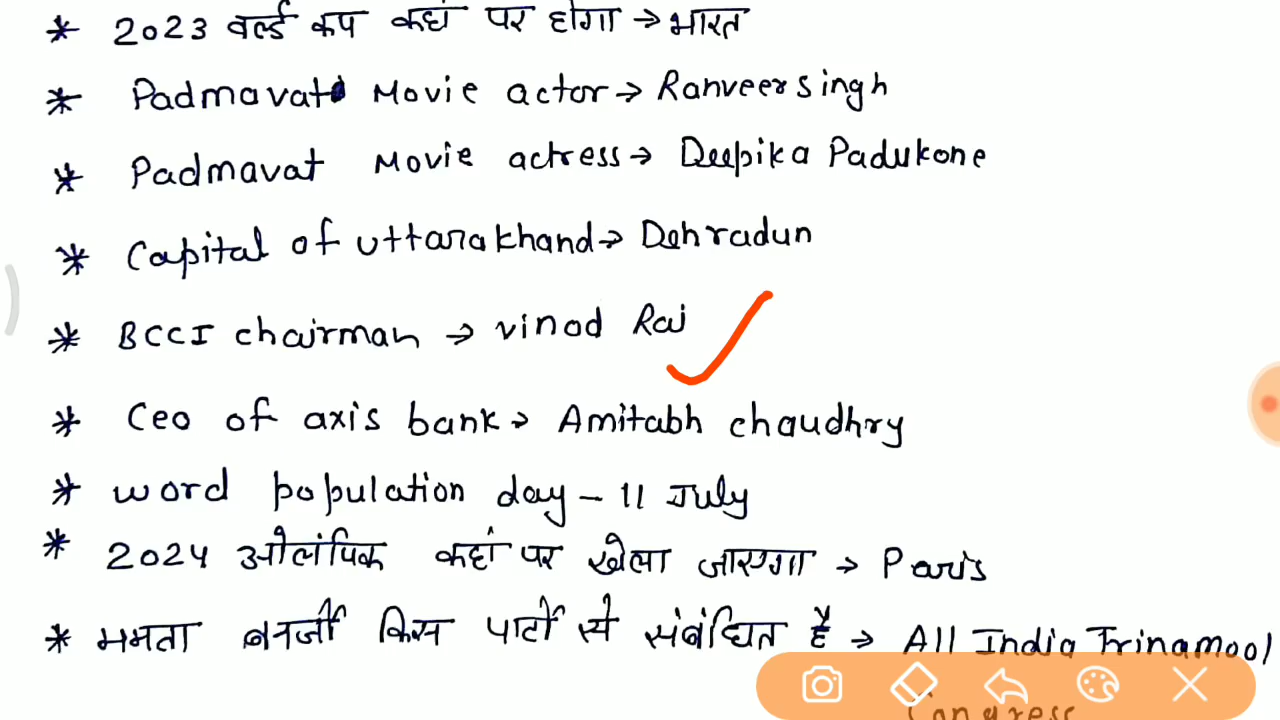 * 2023 वर्ल्ड कप कहां पर होगा → भारत
* Padmavat Movie actor → Ranveer singh
* Padmavat Movie actress → Deepika Padukone
* Capital of Uttarakhand → Dehradun
* BCCI chairman → vinod Rai
* Ceo of axis bank → Amitabh chaudhry
* word population day – 11 July
* 2024 ओलंपिक कहां पर खेला जाएगा → Paris
* ममता बनर्जी किस पार्टी से संबंधित है → All India Trinamool
Congress